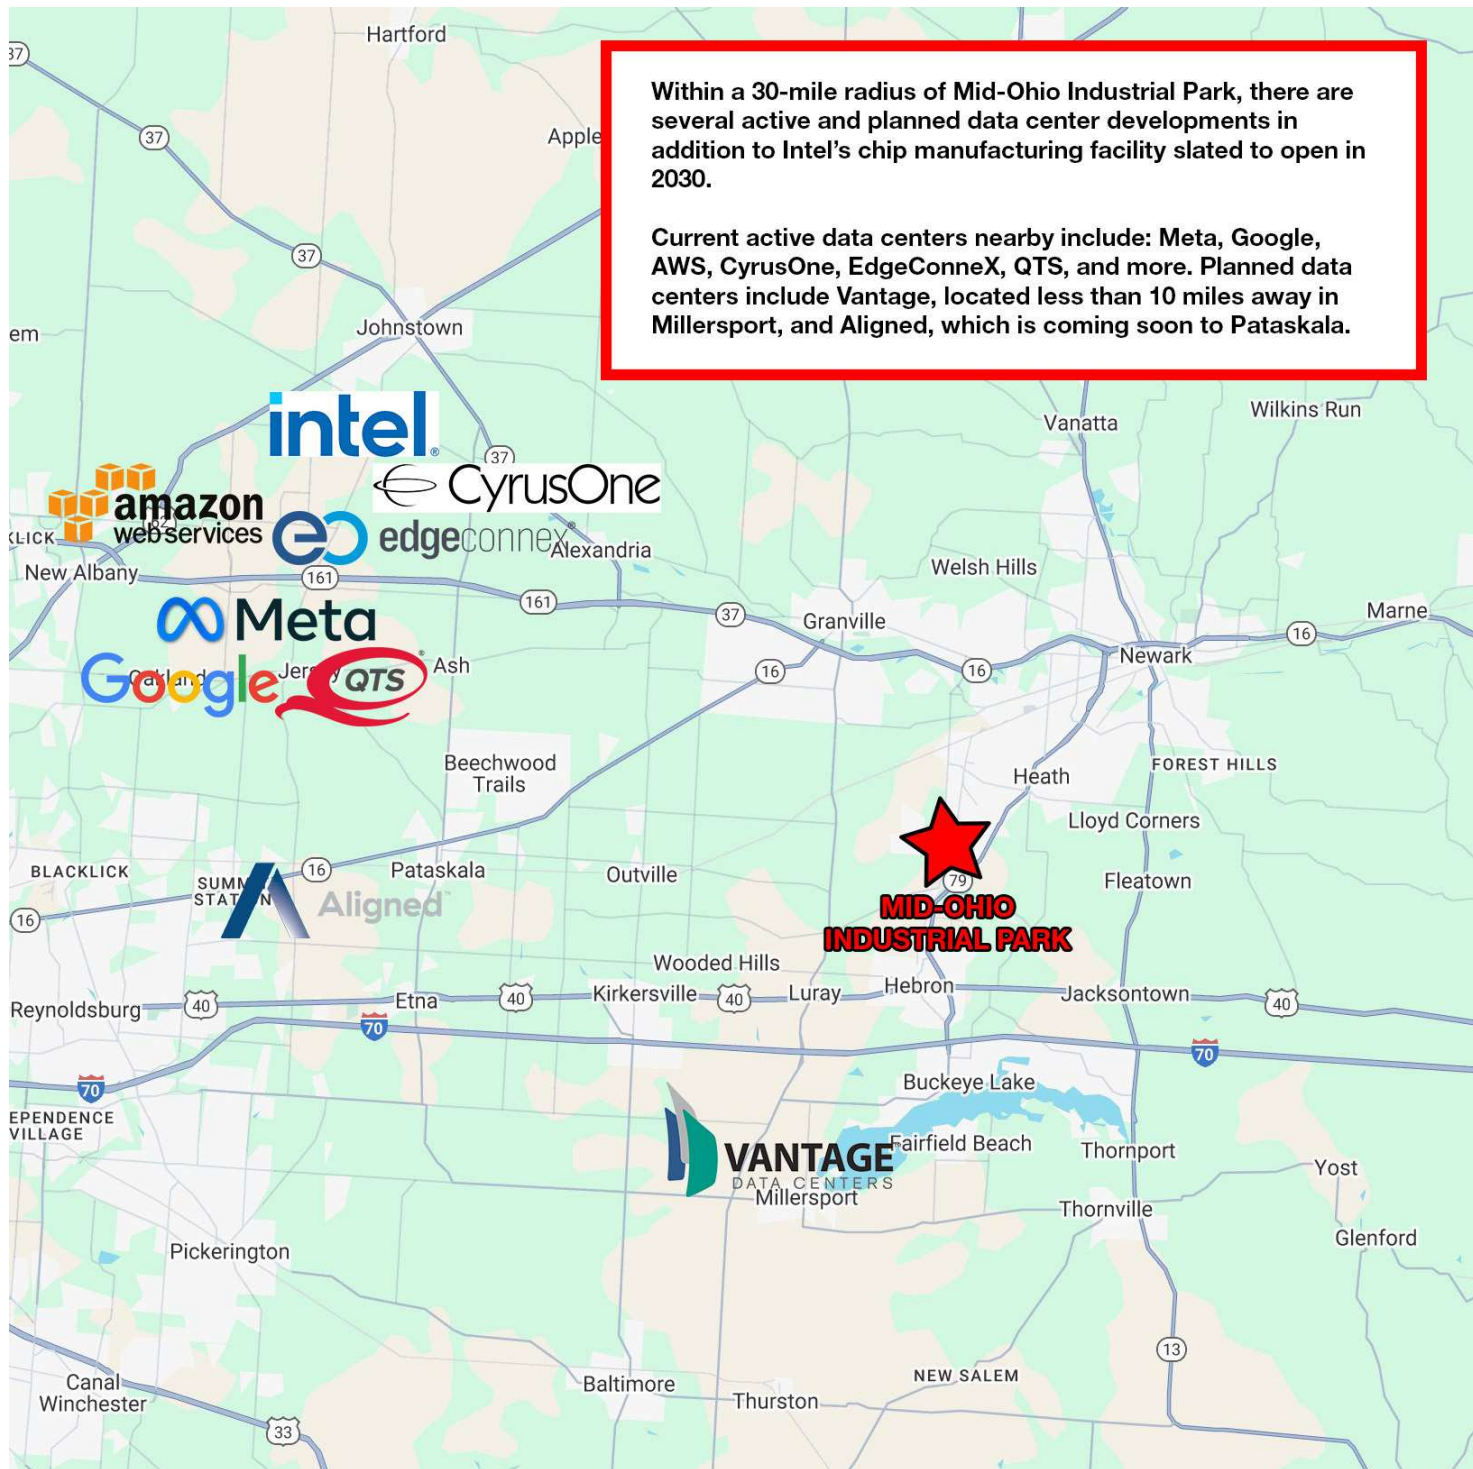 Hartford
37
Within a 30-mile radius of Mid-Ohio Industrial Park, there are
several active and planned data center developments in
addition to Intel's chip manufacturing facility slated to open in
2030.
Current active data centers nearby include: Meta, Google,
AWS, CyrusOne, EdgeConneX, QTS, and more. Planned data
centers include Vantage, located less than 10 miles away in
Millersport, and Aligned, which is coming soon to Pataskala.
37
Apple
37
Johnstown
em
intel®
Vanatta
Wilkins Run
37
CyrusOne
amazon
web services
62
edgeconnex®
KLICK
Alexandria
New Albany
161
Welsh Hills
161
37
Granville
Marne
16
Meta
Newark
Google
Oakland
Jersey
QTS®
Ash
16
16
Beechwood
Trails
Heath
FOREST HILLS
Lloyd Corners
BLACKLICK
16
Pataskala
Outville
79
Fleatown
SUMM
STAT N
Aligned™
16
MID-OHIO
INDUSTRIAL PARK
Wooded Hills
Reynoldsburg
40
Etna
40
Kirkersville
40
Luray
Hebron
Jacksontown
40
70
70
70
Buckeye Lake
EPENDENCE
VILLAGE
VANTAGE
DATA CENTERS
Fairfield Beach
Thornport
Millersport
Yost
Thornville
Pickerington
Glenford
13
Canal
Winchester
Baltimore
NEW SALEM
Thurston
33